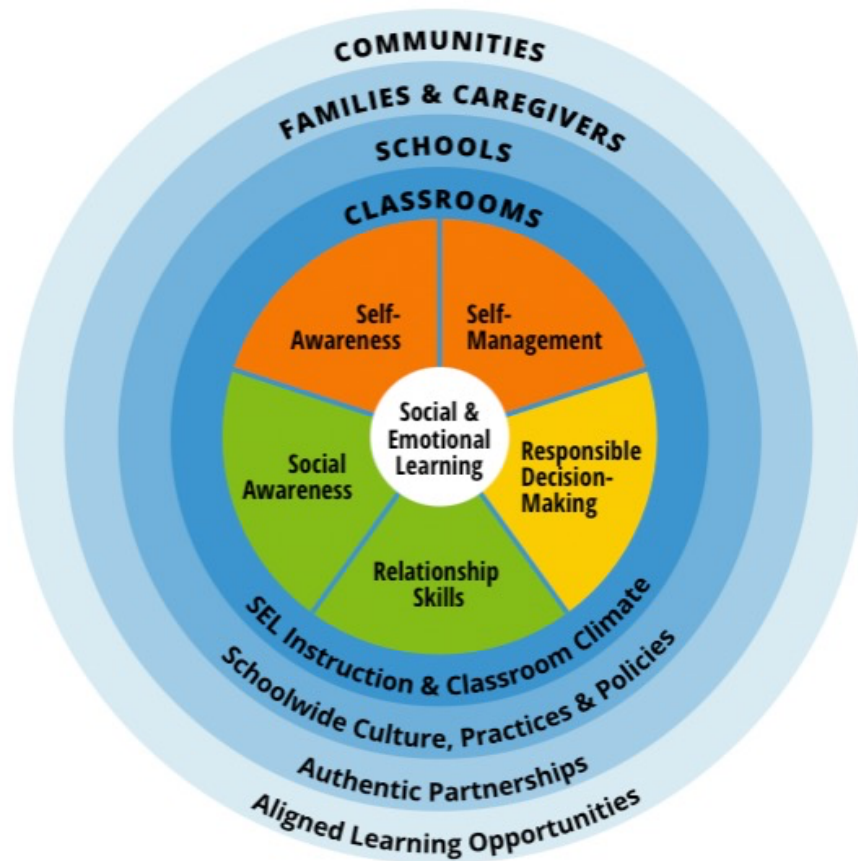 COMMUNITIES
FAMILIES & CAREGIVERS
SCHOOLS
CLASSROOMS
Self-
Awareness
Self-
Management
Social &
Emotional
Learning
Social
Awareness
Responsible
Decision-
Making
Relationship
Skills
SEL Instruction & Classroom Climate
Schoolwide Culture, Practices & Policies
Authentic Partnerships
Aligned Learning Opportunities